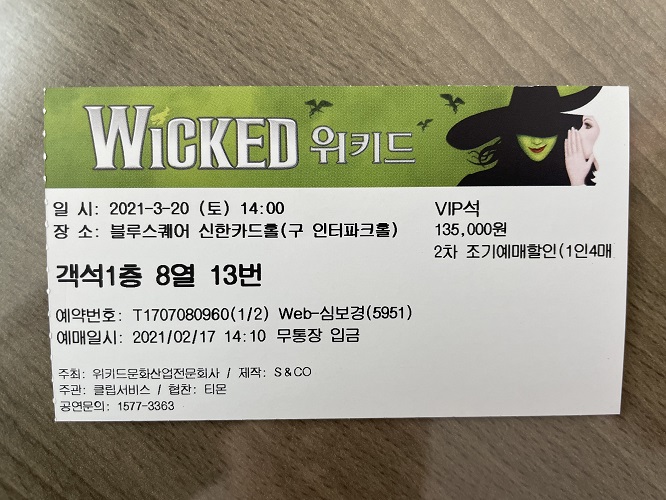 WICKED 위키드
일 시: 2021-3-20 (토) 14:00
VIP석
장 소: 블루스퀘어 신한카드홀(구 인터파크홀)
135,000원
2차 조기예매할인(1인4매
객석1층 8열 13번
예약번호: T1707080960(1/2) Web-심보경(5951)
예매일시: 2021/02/17 14:10 무통장 입금
주최: 위키드문화산업전문회사 / 제작: S&CO
주관: 클립서비스 / 협찬: 티몬
공연문의: 1577-3363